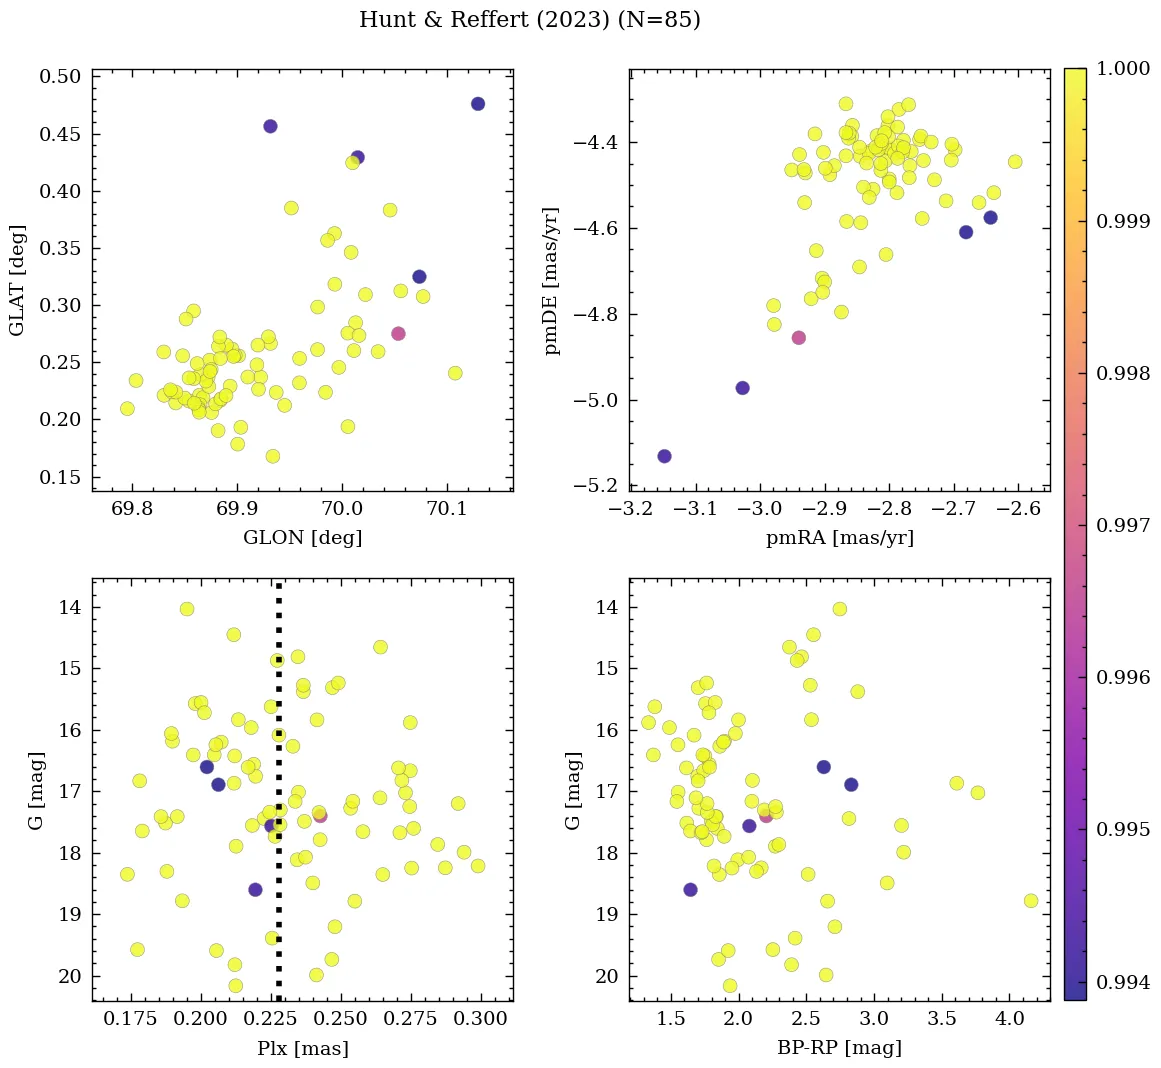 Hunt & Reffert (2023) (N=85)
0.50
0.45
0.40
0.35
0.30
0.25
0.20
0.15
GLAT [deg]
69.8 69.9 70.0 70.1
GLON [deg]
−4.4
−4.6
−4.8
−5.0
−5.2
pmDE [mas/yr]
−3.2 −3.1 −3.0 −2.9 −2.8 −2.7 −2.6
pmRA [mas/yr]
1.000
0.999
0.998
0.997
0.996
0.995
0.994
14
15
16
17
18
19
20
G [mag]
0.175 0.200 0.225 0.250 0.275 0.300
Plx [mas]
14
15
16
17
18
19
20
G [mag]
1.5 2.0 2.5 3.0 3.5 4.0
BP-RP [mag]